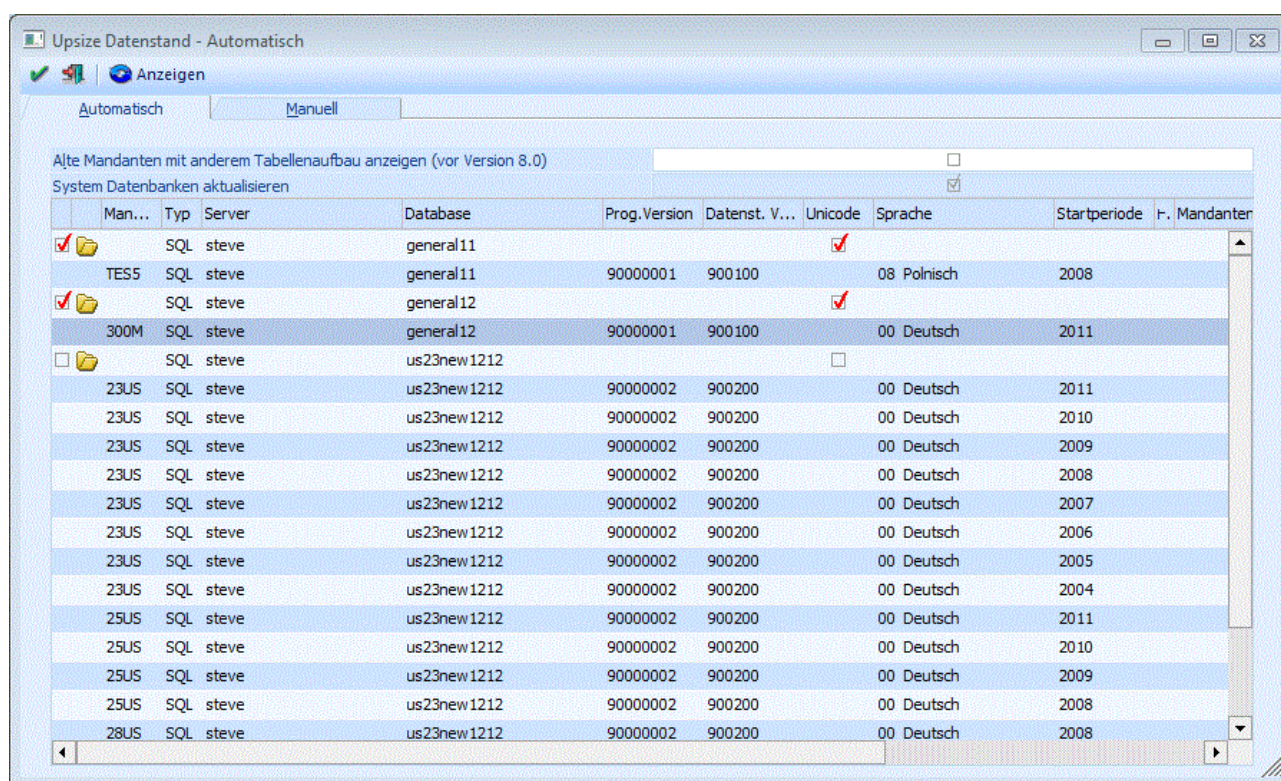 Upsize Datenstand - Automatisch
Anzeigen
Automatisch Manuell
Alte Mandanten mit anderem Tabellenaufbau anzeigen (vor Version 8.0)
System Datenbanken aktualisieren
Man... Typ Server Database Prog.Version Datenst. V... Unicode Sprache Startperiode Mandanten
SQL steve general11
TES5 SQL steve general11 90000001 900100 08 Polnisch 2008
SQL steve general12
300M SQL steve general12 90000001 900100 00 Deutsch 2011
SQL steve us23new1212
23US SQL steve us23new1212 90000002 900200 00 Deutsch 2011
23US SQL steve us23new1212 90000002 900200 00 Deutsch 2010
23US SQL steve us23new1212 90000002 900200 00 Deutsch 2009
23US SQL steve us23new1212 90000002 900200 00 Deutsch 2008
23US SQL steve us23new1212 90000002 900200 00 Deutsch 2007
23US SQL steve us23new1212 90000002 900200 00 Deutsch 2006
23US SQL steve us23new1212 90000002 900200 00 Deutsch 2005
23US SQL steve us23new1212 90000002 900200 00 Deutsch 2004
25US SQL steve us23new1212 90000002 900200 00 Deutsch 2011
25US SQL steve us23new1212 90000002 900200 00 Deutsch 2010
25US SQL steve us23new1212 90000002 900200 00 Deutsch 2009
25US SQL steve us23new1212 90000002 900200 00 Deutsch 2008
28US SQL steve us23new1212 90000002 900200 00 Deutsch 2008